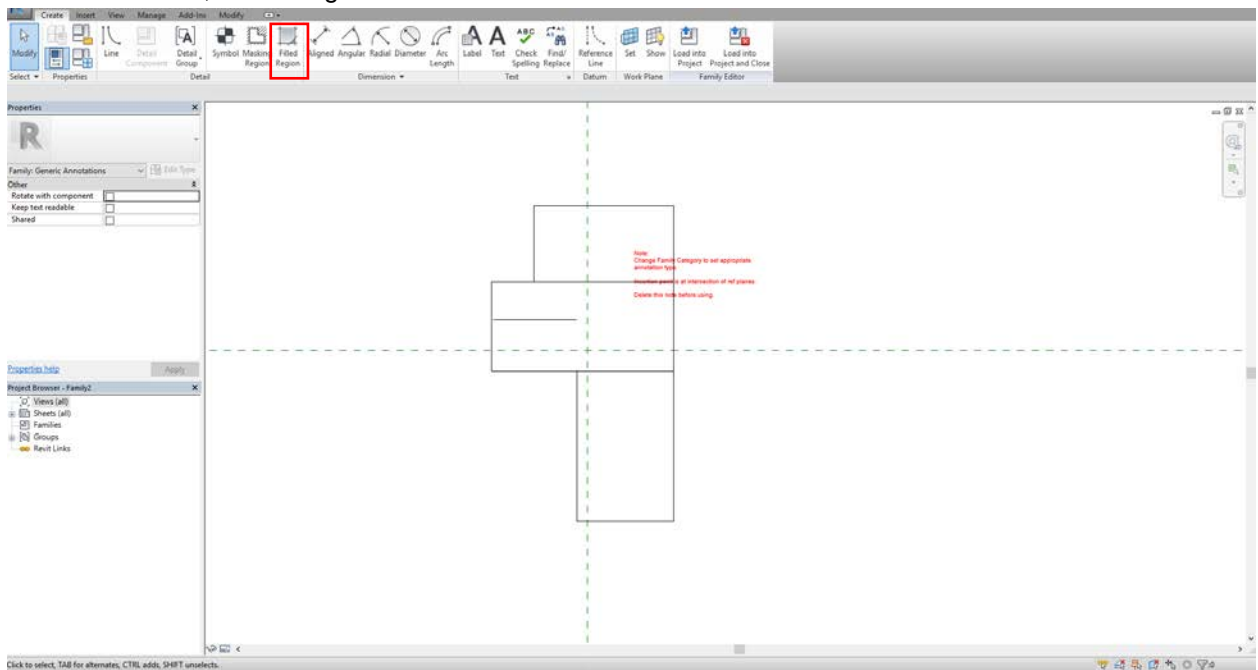 Create Insert View Manage Add-Ins Modify
Modify Line Detail Component Detail Group Symbol Masking Region Filled Region Aligned Angular Radial Diameter Arc Length Label Text Check Spelling Find/Replace Reference Line Set Show Load into Project Load into Project and Close
Select Properties Detail Dimension Text Datum Work Plane Family Editor
Properties
R
Family: Generic Annotations Edit Type
Other
Rotate with component
Keep text readable
Shared
Note:
Change Family Category to set appropriate
annotation type.
Insertion point is at intersection of ref planes.
Delete this note before using.
Properties help Apply
Project Browser - Family2
Views (all)
Sheets (all)
Families
Groups
Revit Links
Click to select, TAB for alternates, CTRL adds, SHIFT unselects.